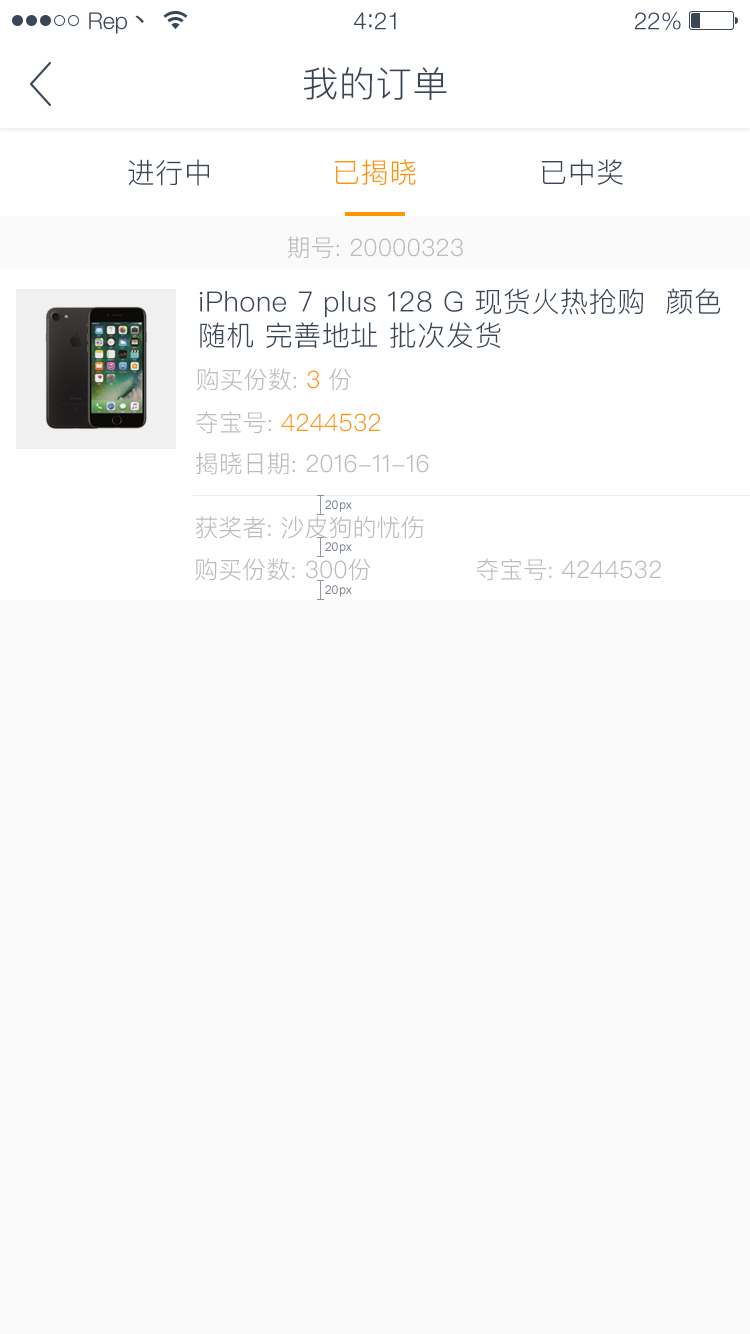 Rep 4:21 22%
我的订单
进行中 已揭晓 已中奖
期号: 20000323
iPhone 7 plus 128 G 现货火热抢购 颜色
随机 完善地址 批次发货
购买份数: 3 份
夺宝号: 4244532
揭晓日期: 2016-11-16
20px
获奖者: 沙皮狗的忧伤
20px
购买份数: 300份 夺宝号: 4244532
20px